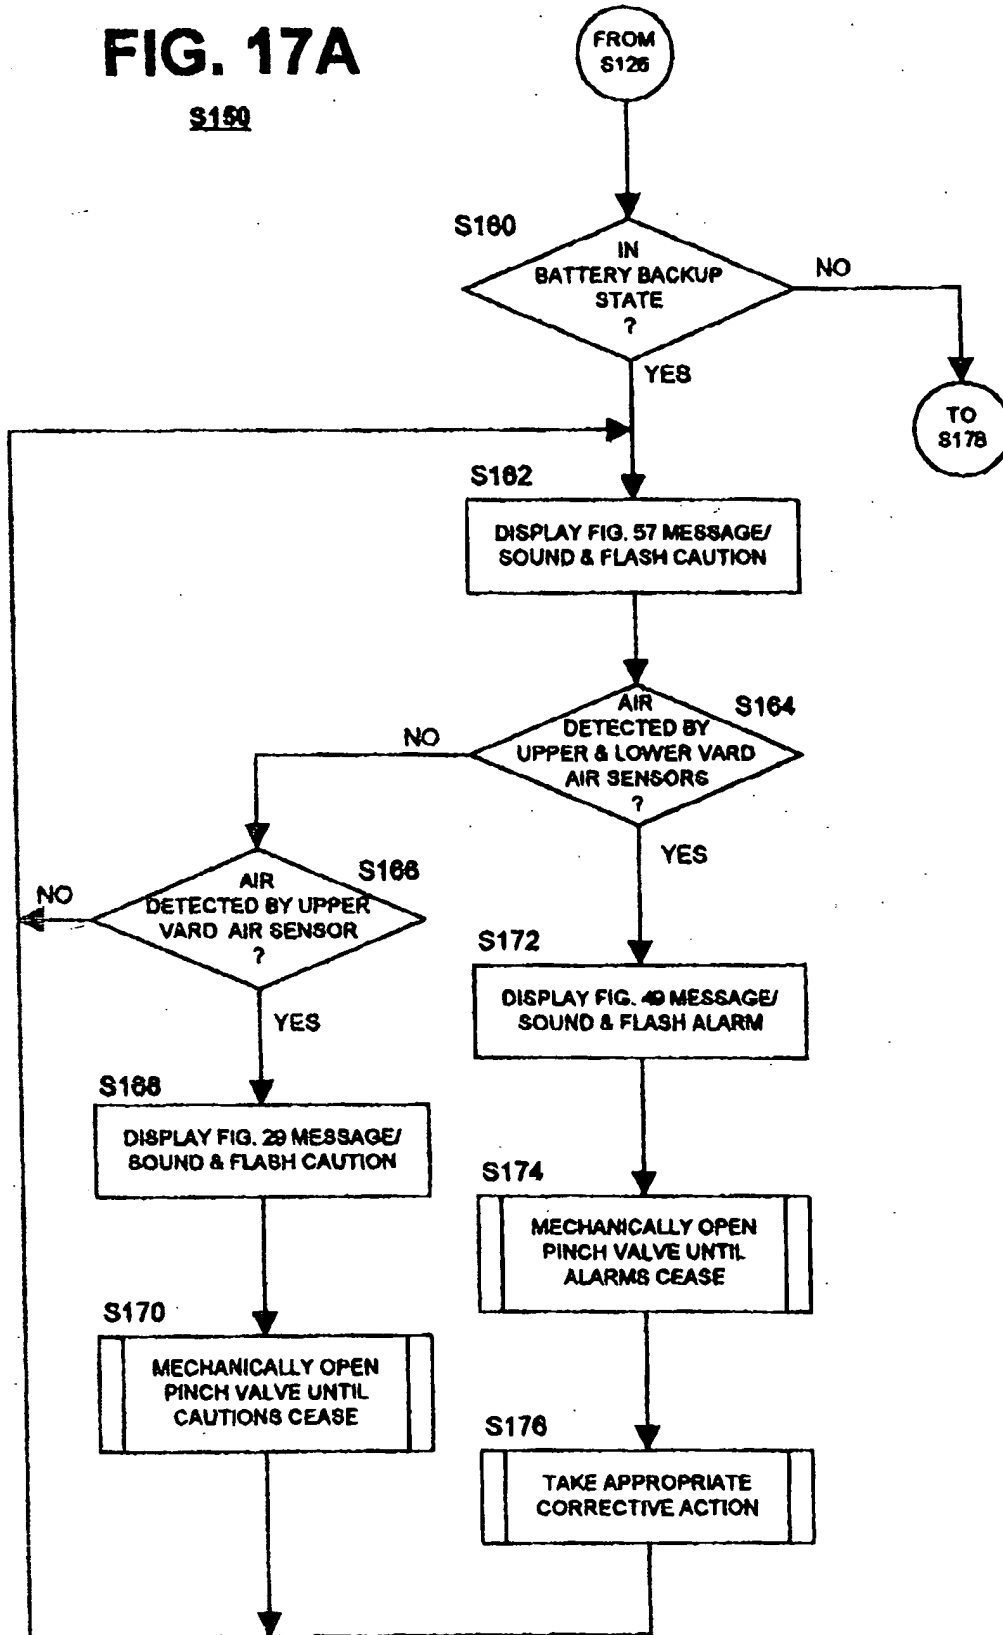 FIG. 17A
S150
FROM
S126
S160
IN
BATTERY BACKUP
STATE
?
NO
YES
TO
S178
S162
DISPLAY FIG. 57 MESSAGE/
SOUND & FLASH CAUTION
S164
AIR
DETECTED BY
UPPER & LOWER VARD
AIR SENSORS
?
NO
YES
S166
AIR
DETECTED BY UPPER
VARD AIR SENSOR
?
NO
YES
S172
DISPLAY FIG. 49 MESSAGE/
SOUND & FLASH ALARM
S168
DISPLAY FIG. 29 MESSAGE/
SOUND & FLASH CAUTION
S174
MECHANICALLY OPEN
PINCH VALVE UNTIL
ALARMS CEASE
S170
MECHANICALLY OPEN
PINCH VALVE UNTIL
CAUTIONS CEASE
S176
TAKE APPROPRIATE
CORRECTIVE ACTION